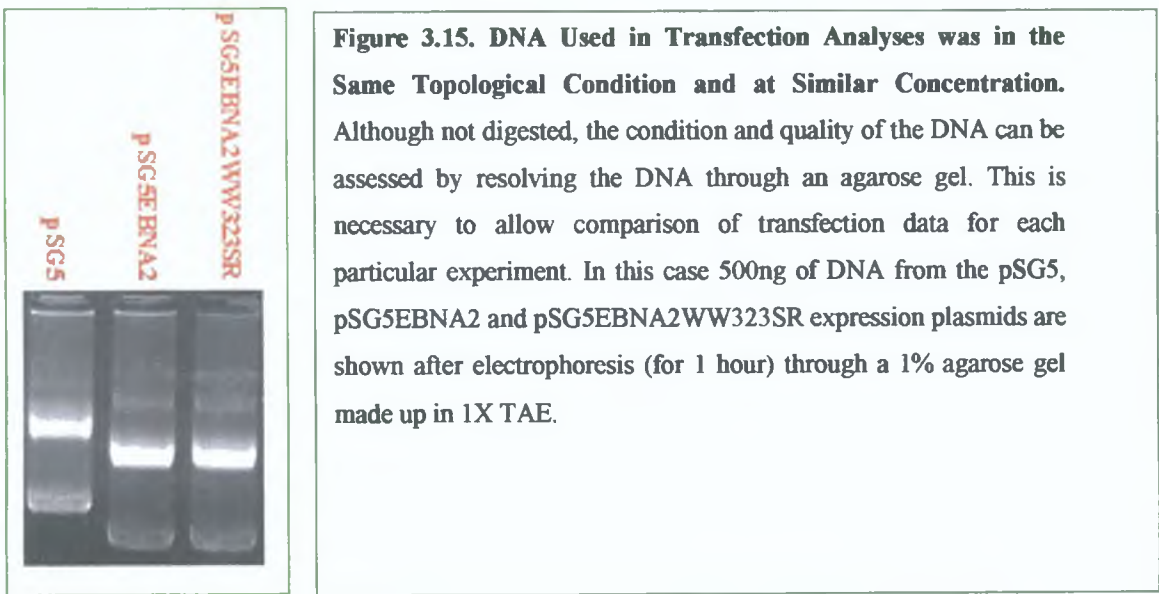 pSG5
pSG5EBNA2
pSG5EBNA2WW323SR
Figure 3.15. DNA Used in Transfection Analyses was in the
Same Topological Condition and at Similar Concentration.
Although not digested, the condition and quality of the DNA can be
assessed by resolving the DNA through an agarose gel. This is
necessary to allow comparison of transfection data for each
particular experiment. In this case 500ng of DNA from the pSG5,
pSG5EBNA2 and pSG5EBNA2WW323SR expression plasmids are
shown after electrophoresis (for 1 hour) through a 1% agarose gel
made up in 1X TAE.